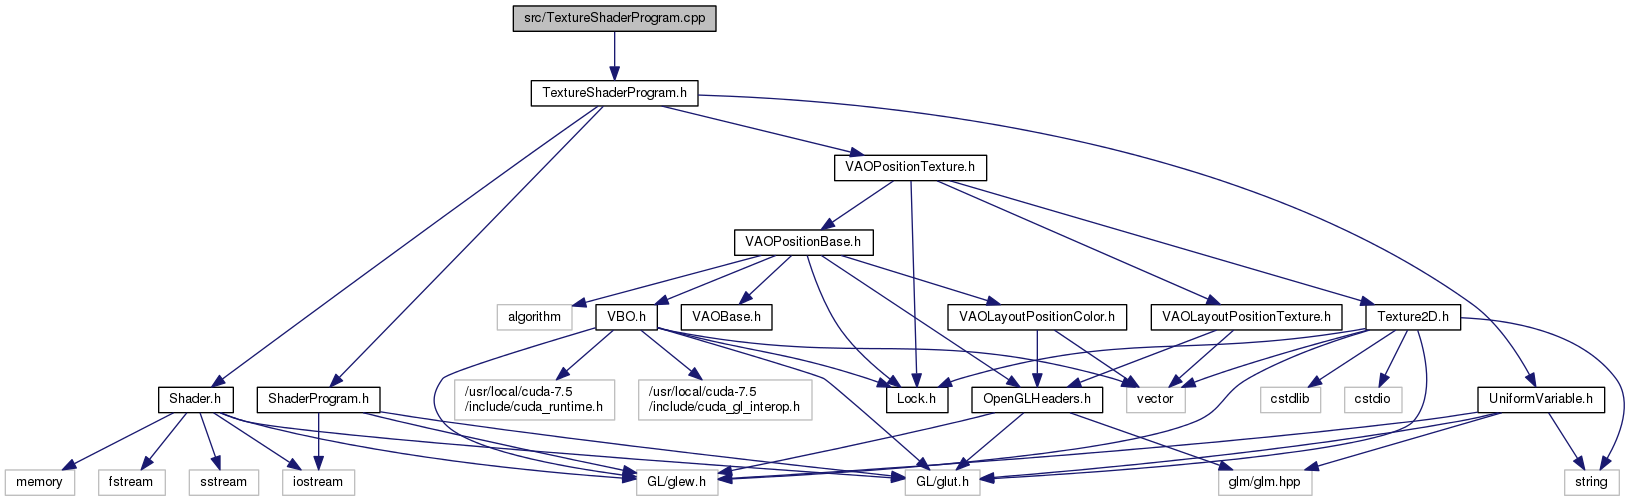 src/TextureShaderProgram.cpp
TextureShaderProgram.h
VAOPositionTexture.h
VAOPositionBase.h
algorithm
VBO.h
VAOBase.h
VAOLayoutPositionColor.h
VAOLayoutPositionTexture.h
Texture2D.h
Shader.h
ShaderProgram.h
/usr/local/cuda-7.5
/include/cuda_runtime.h
/usr/local/cuda-7.5
/include/cuda_gl_interop.h
Lock.h
OpenGLHeaders.h
vector
cstdlib
cstdio
UniformVariable.h
memory
fstream
sstream
iostream
GL/glew.h
GL/glut.h
glm/glm.hpp
string